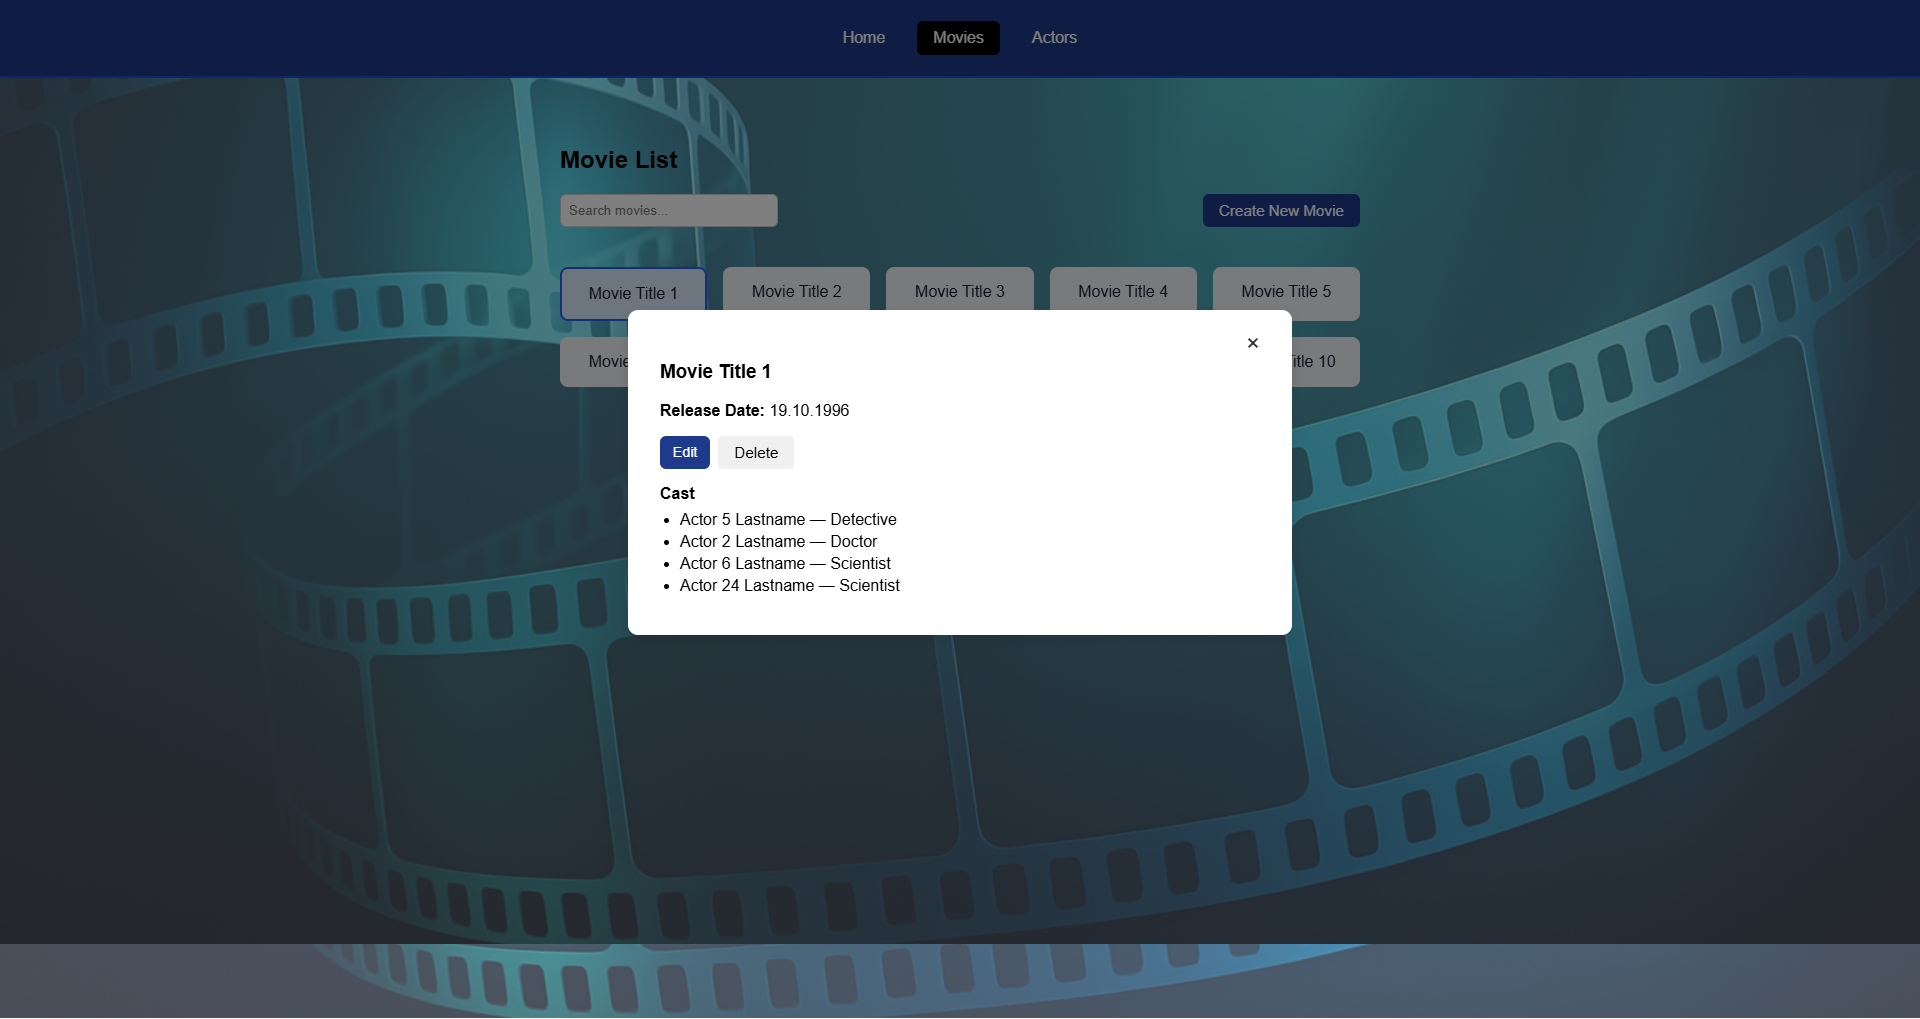 Home Movies Actors
Movie List
Search movies...
Create New Movie
Movie Title 1 Movie Title 2 Movie Title 3 Movie Title 4 Movie Title 5
Movie
itle 10
×
Movie Title 1
Release Date: 19.10.1996
Edit Delete
Cast
• Actor 5 Lastname — Detective
• Actor 2 Lastname — Doctor
• Actor 6 Lastname — Scientist
• Actor 24 Lastname — Scientist